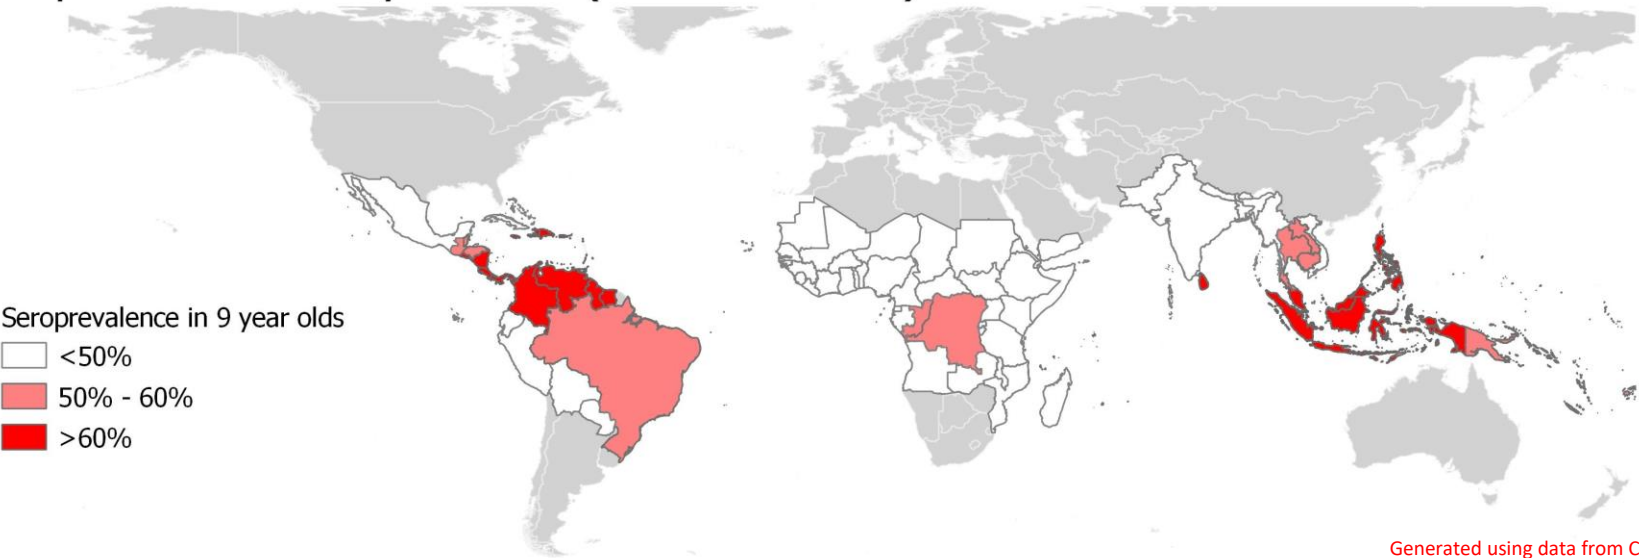 Seroprevalence in 9 year olds
<50%
50% - 60%
>60%
Generated using data from C